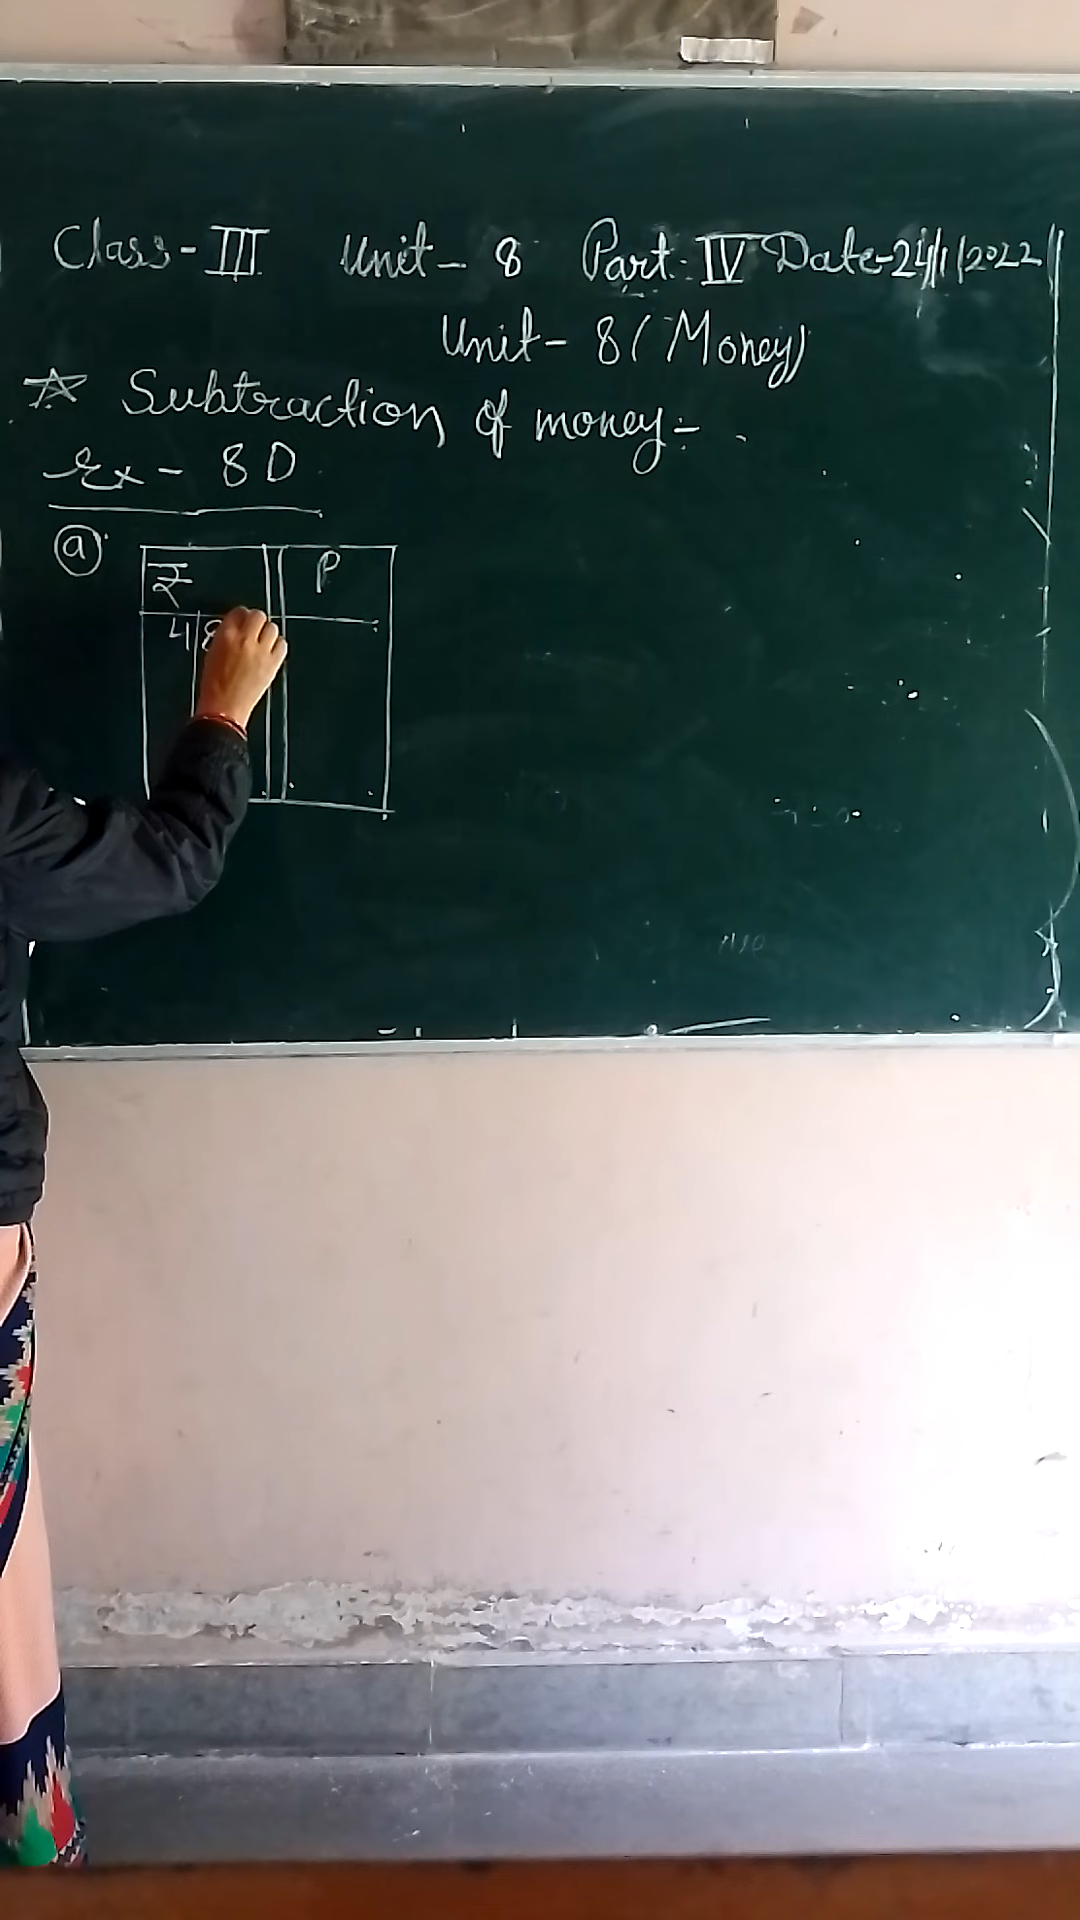 Class-III Unit-8 Part-IV Date-24/1/2022
Unit-8 (Money)
☆ Subtraction of money:-
Ex-8D
(a)
₹ P
4 8